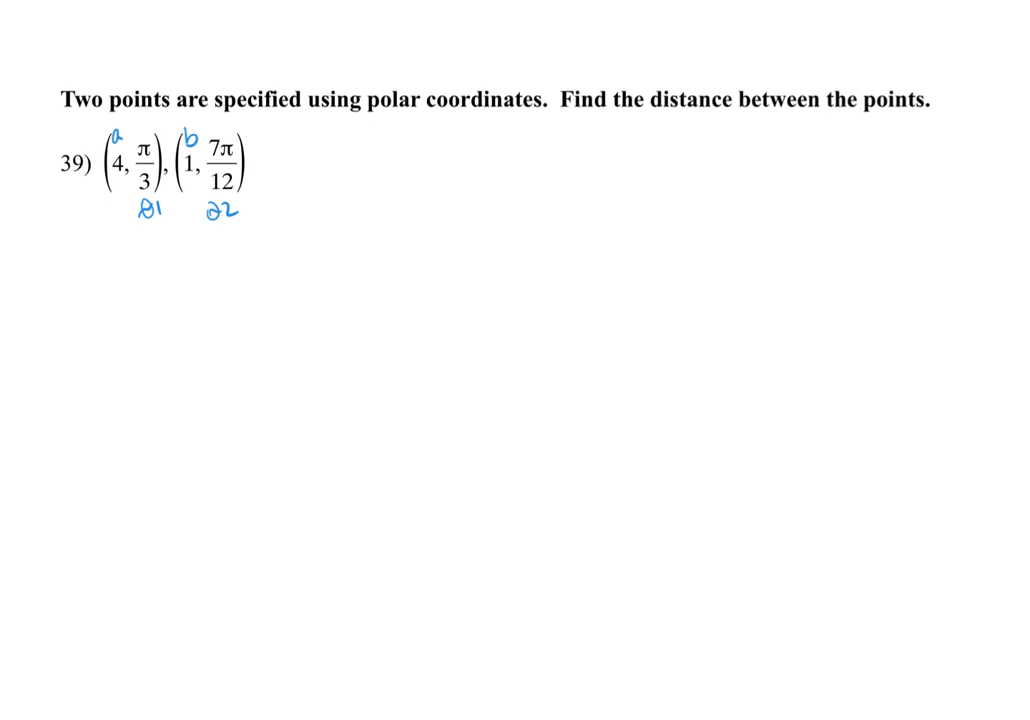 Two points are specified using polar coordinates. Find the distance between the points.
a b
39) (4, π/3), (1, 7π/12)
θ1 θ2